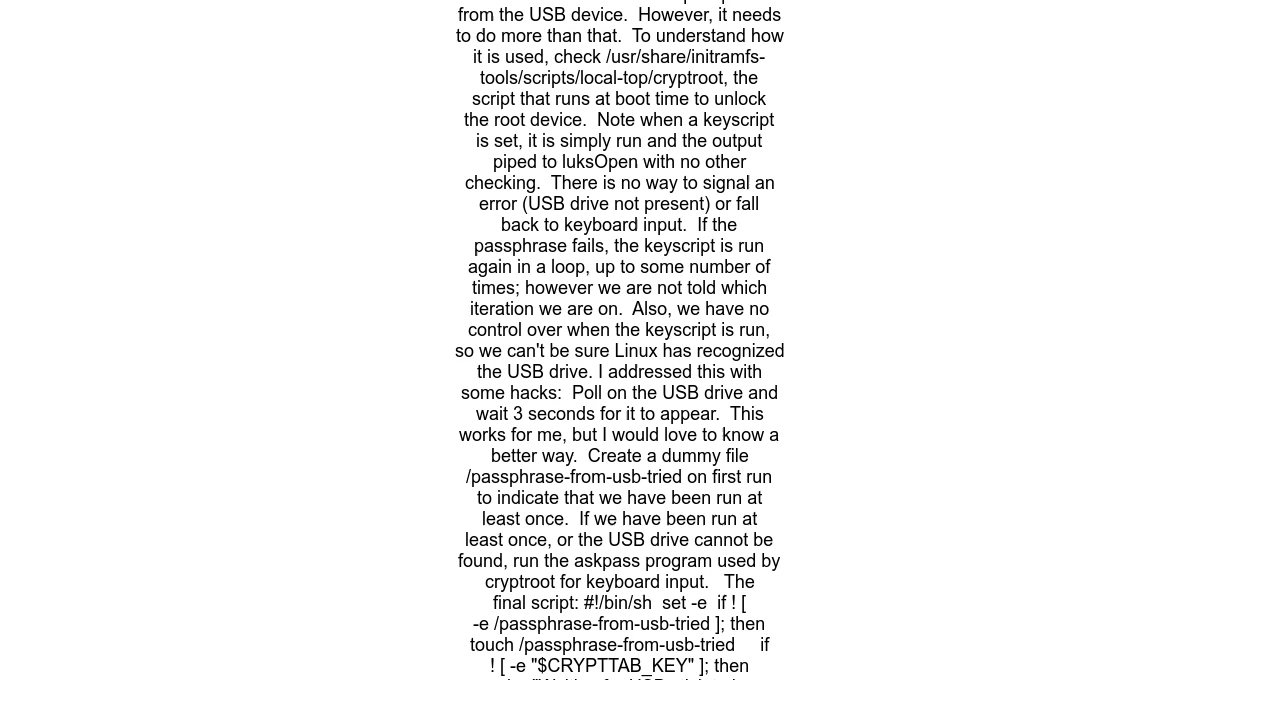 from the USB device.  However, it needs
to do more than that.  To understand how
it is used, check /usr/share/initramfs-
tools/scripts/local-top/cryptroot, the
script that runs at boot time to unlock
the root device.  Note when a keyscript
is set, it is simply run and the output
piped to luksOpen with no other
checking.  There is no way to signal an
error (USB drive not present) or fall
back to keyboard input.  If the
passphrase fails, the keyscript is run
again in a loop, up to some number of
times; however we are not told which
iteration we are on.  Also, we have no
control over when the keyscript is run,
so we can't be sure Linux has recognized
the USB drive. I addressed this with
some hacks:  Poll on the USB drive and
wait 3 seconds for it to appear.  This
works for me, but I would love to know a
better way.  Create a dummy file
/passphrase-from-usb-tried on first run
to indicate that we have been run at
least once.  If we have been run at
least once, or the USB drive cannot be
found, run the askpass program used by
cryptroot for keyboard input.   The
final script: #!/bin/sh  set -e  if ! [
-e /passphrase-from-usb-tried ]; then
touch /passphrase-from-usb-tried     if
! [ -e "$CRYPTTAB_KEY" ]; then